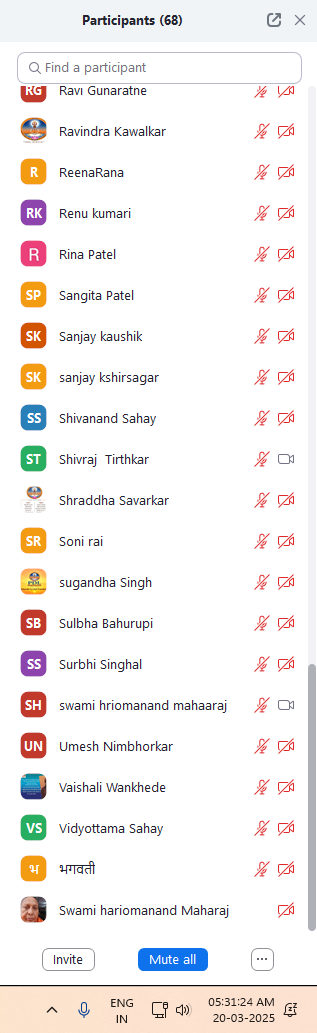 Participants (68)
Find a participant
RG Ravi Gunaratne
Ravindra Kawalkar
R ReenaRana
RK Renu kumari
R Rina Patel
SP Sangita Patel
SK Sanjay kaushik
SK sanjay kshirsagar
SS Shivanand Sahay
ST Shivraj Tirthkar
Shraddha Savarkar
SR Soni rai
sugandha Singh
SB Sulbha Bahurupi
SS Surbhi Singhal
SH swami hriomanand mahaaraj
UN Umesh Nimbhorkar
Vaishali Wankhede
VS Vidyottama Sahay
भ भगवती
Swami hariomanand Maharaj
Invite Mute all ...
ENG 05:31:24 AM
IN 20-03-2025